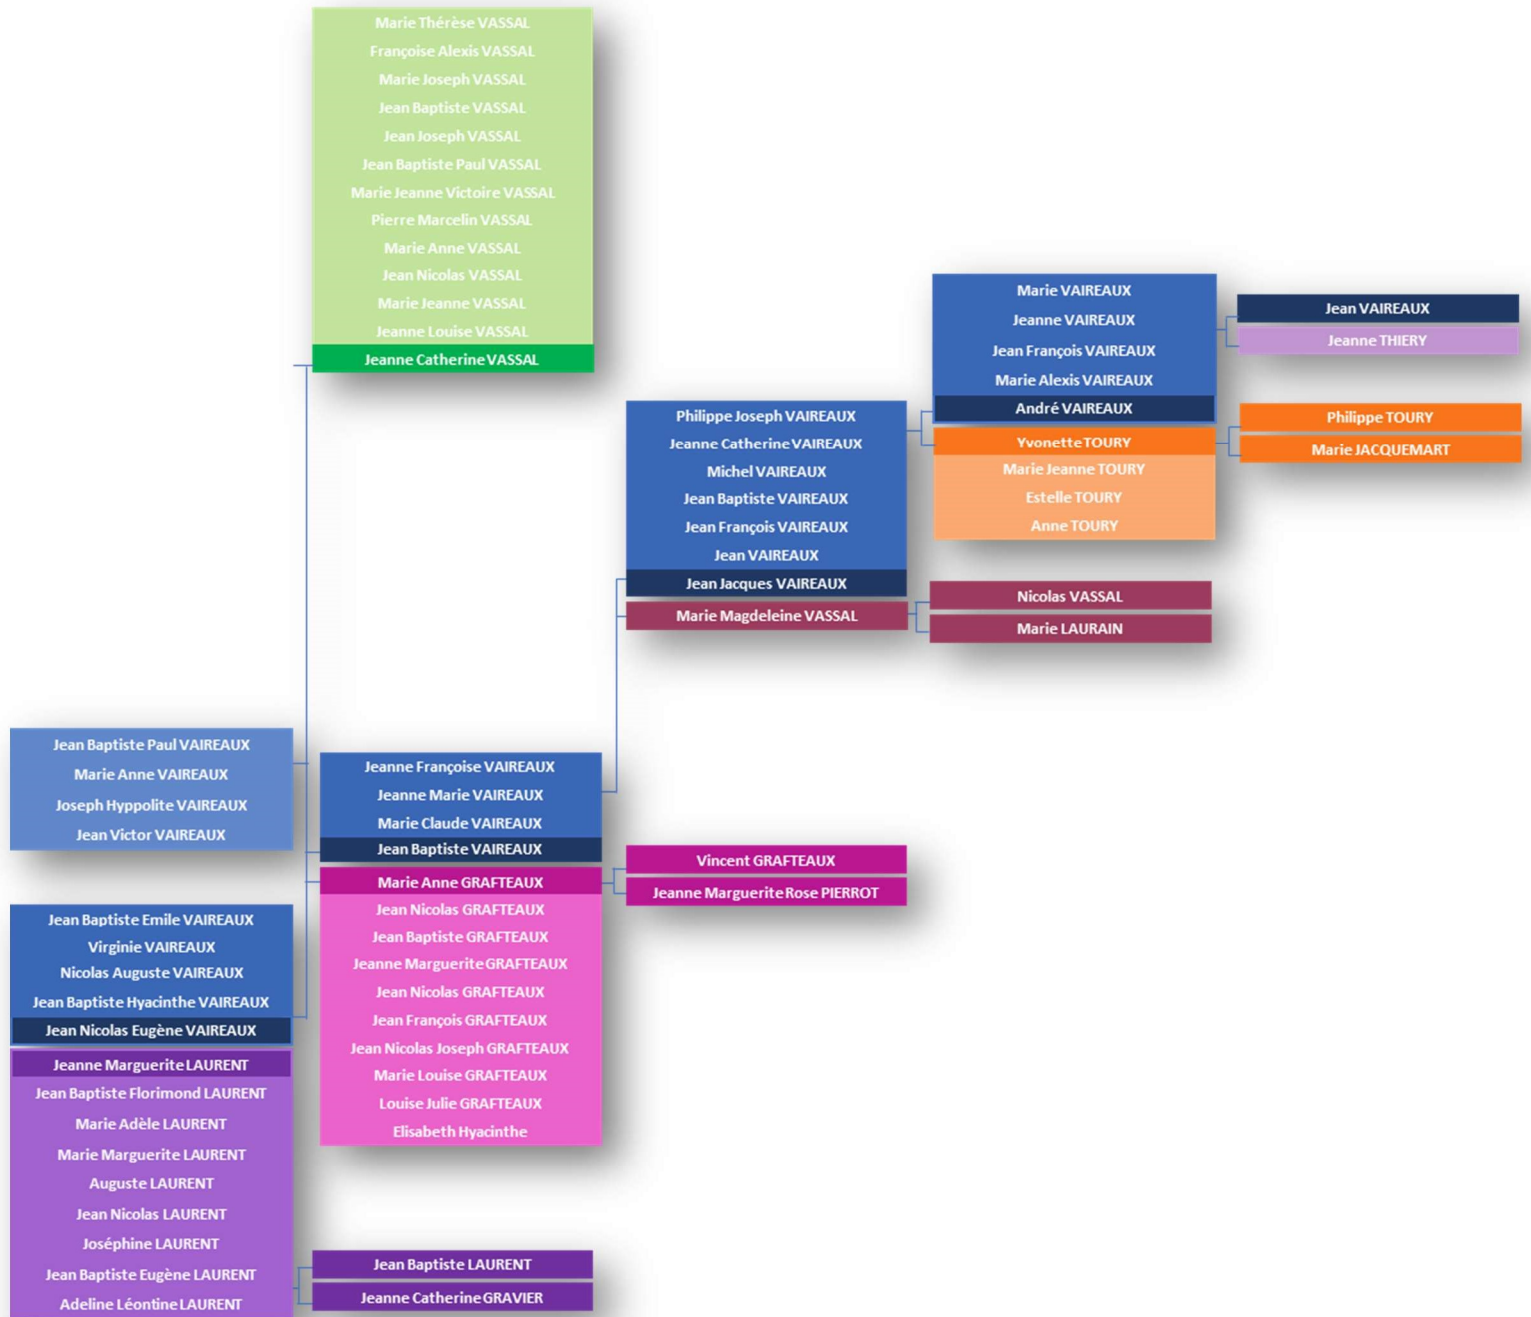 Marie Thérèse VASSAL
Françoise Alexis VASSAL
Marie Joseph VASSAL
Jean Baptiste VASSAL
Jean Joseph VASSAL
Jean Baptiste Paul VASSAL
Marie Jeanne Victoire VASSAL
Pierre Marcelin VASSAL
Marie Anne VASSAL
Jean Nicolas VASSAL
Marie Jeanne VASSAL
Jeanne Louise VASSAL
Jeanne Catherine VASSAL
Marie VAIREAUX
Jeanne VAIREAUX
Jean François VAIREAUX
Marie Alexis VAIREAUX
André VAIREAUX
Yvonette TOURY
Marie Jeanne TOURY
Estelle TOURY
Anne TOURY
Jean VAIREAUX
Jeanne THIERY
Philippe TOURY
Marie JACQUEMART
Philippe Joseph VAIREAUX
Jeanne Catherine VAIREAUX
Michel VAIREAUX
Jean Baptiste VAIREAUX
Jean François VAIREAUX
Jean VAIREAUX
Jean Jacques VAIREAUX
Marie Magdeleine VASSAL
Nicolas VASSAL
Marie LAURAIN
Jean Baptiste Paul VAIREAUX
Marie Anne VAIREAUX
Joseph Hyppolite VAIREAUX
Jean Victor VAIREAUX
Jeanne Françoise VAIREAUX
Jeanne Marie VAIREAUX
Marie Claude VAIREAUX
Jean Baptiste VAIREAUX
Marie Anne GRAFTEAUX
Jean Nicolas GRAFTEAUX
Jean Baptiste GRAFTEAUX
Jeanne Marguerite GRAFTEAUX
Jean Nicolas GRAFTEAUX
Jean François GRAFTEAUX
Jean Nicolas Joseph GRAFTEAUX
Marie Louise GRAFTEAUX
Louise Julie GRAFTEAUX
Elisabeth Hyacinthe
Vincent GRAFTEAUX
Jeanne Marguerite Rose PIERROT
Jean Baptiste Emile VAIREAUX
Virginie VAIREAUX
Nicolas Auguste VAIREAUX
Jean Baptiste Hyacinthe VAIREAUX
Jean Nicolas Eugène VAIREAUX
Jeanne Marguerite LAURENT
Jean Baptiste Florimond LAURENT
Marie Adèle LAURENT
Marie Marguerite LAURENT
Auguste LAURENT
Jean Nicolas LAURENT
Joséphine LAURENT
Jean Baptiste Eugène LAURENT
Adeline Léontine LAURENT
Jean Baptiste LAURENT
Jeanne Catherine GRAVIER